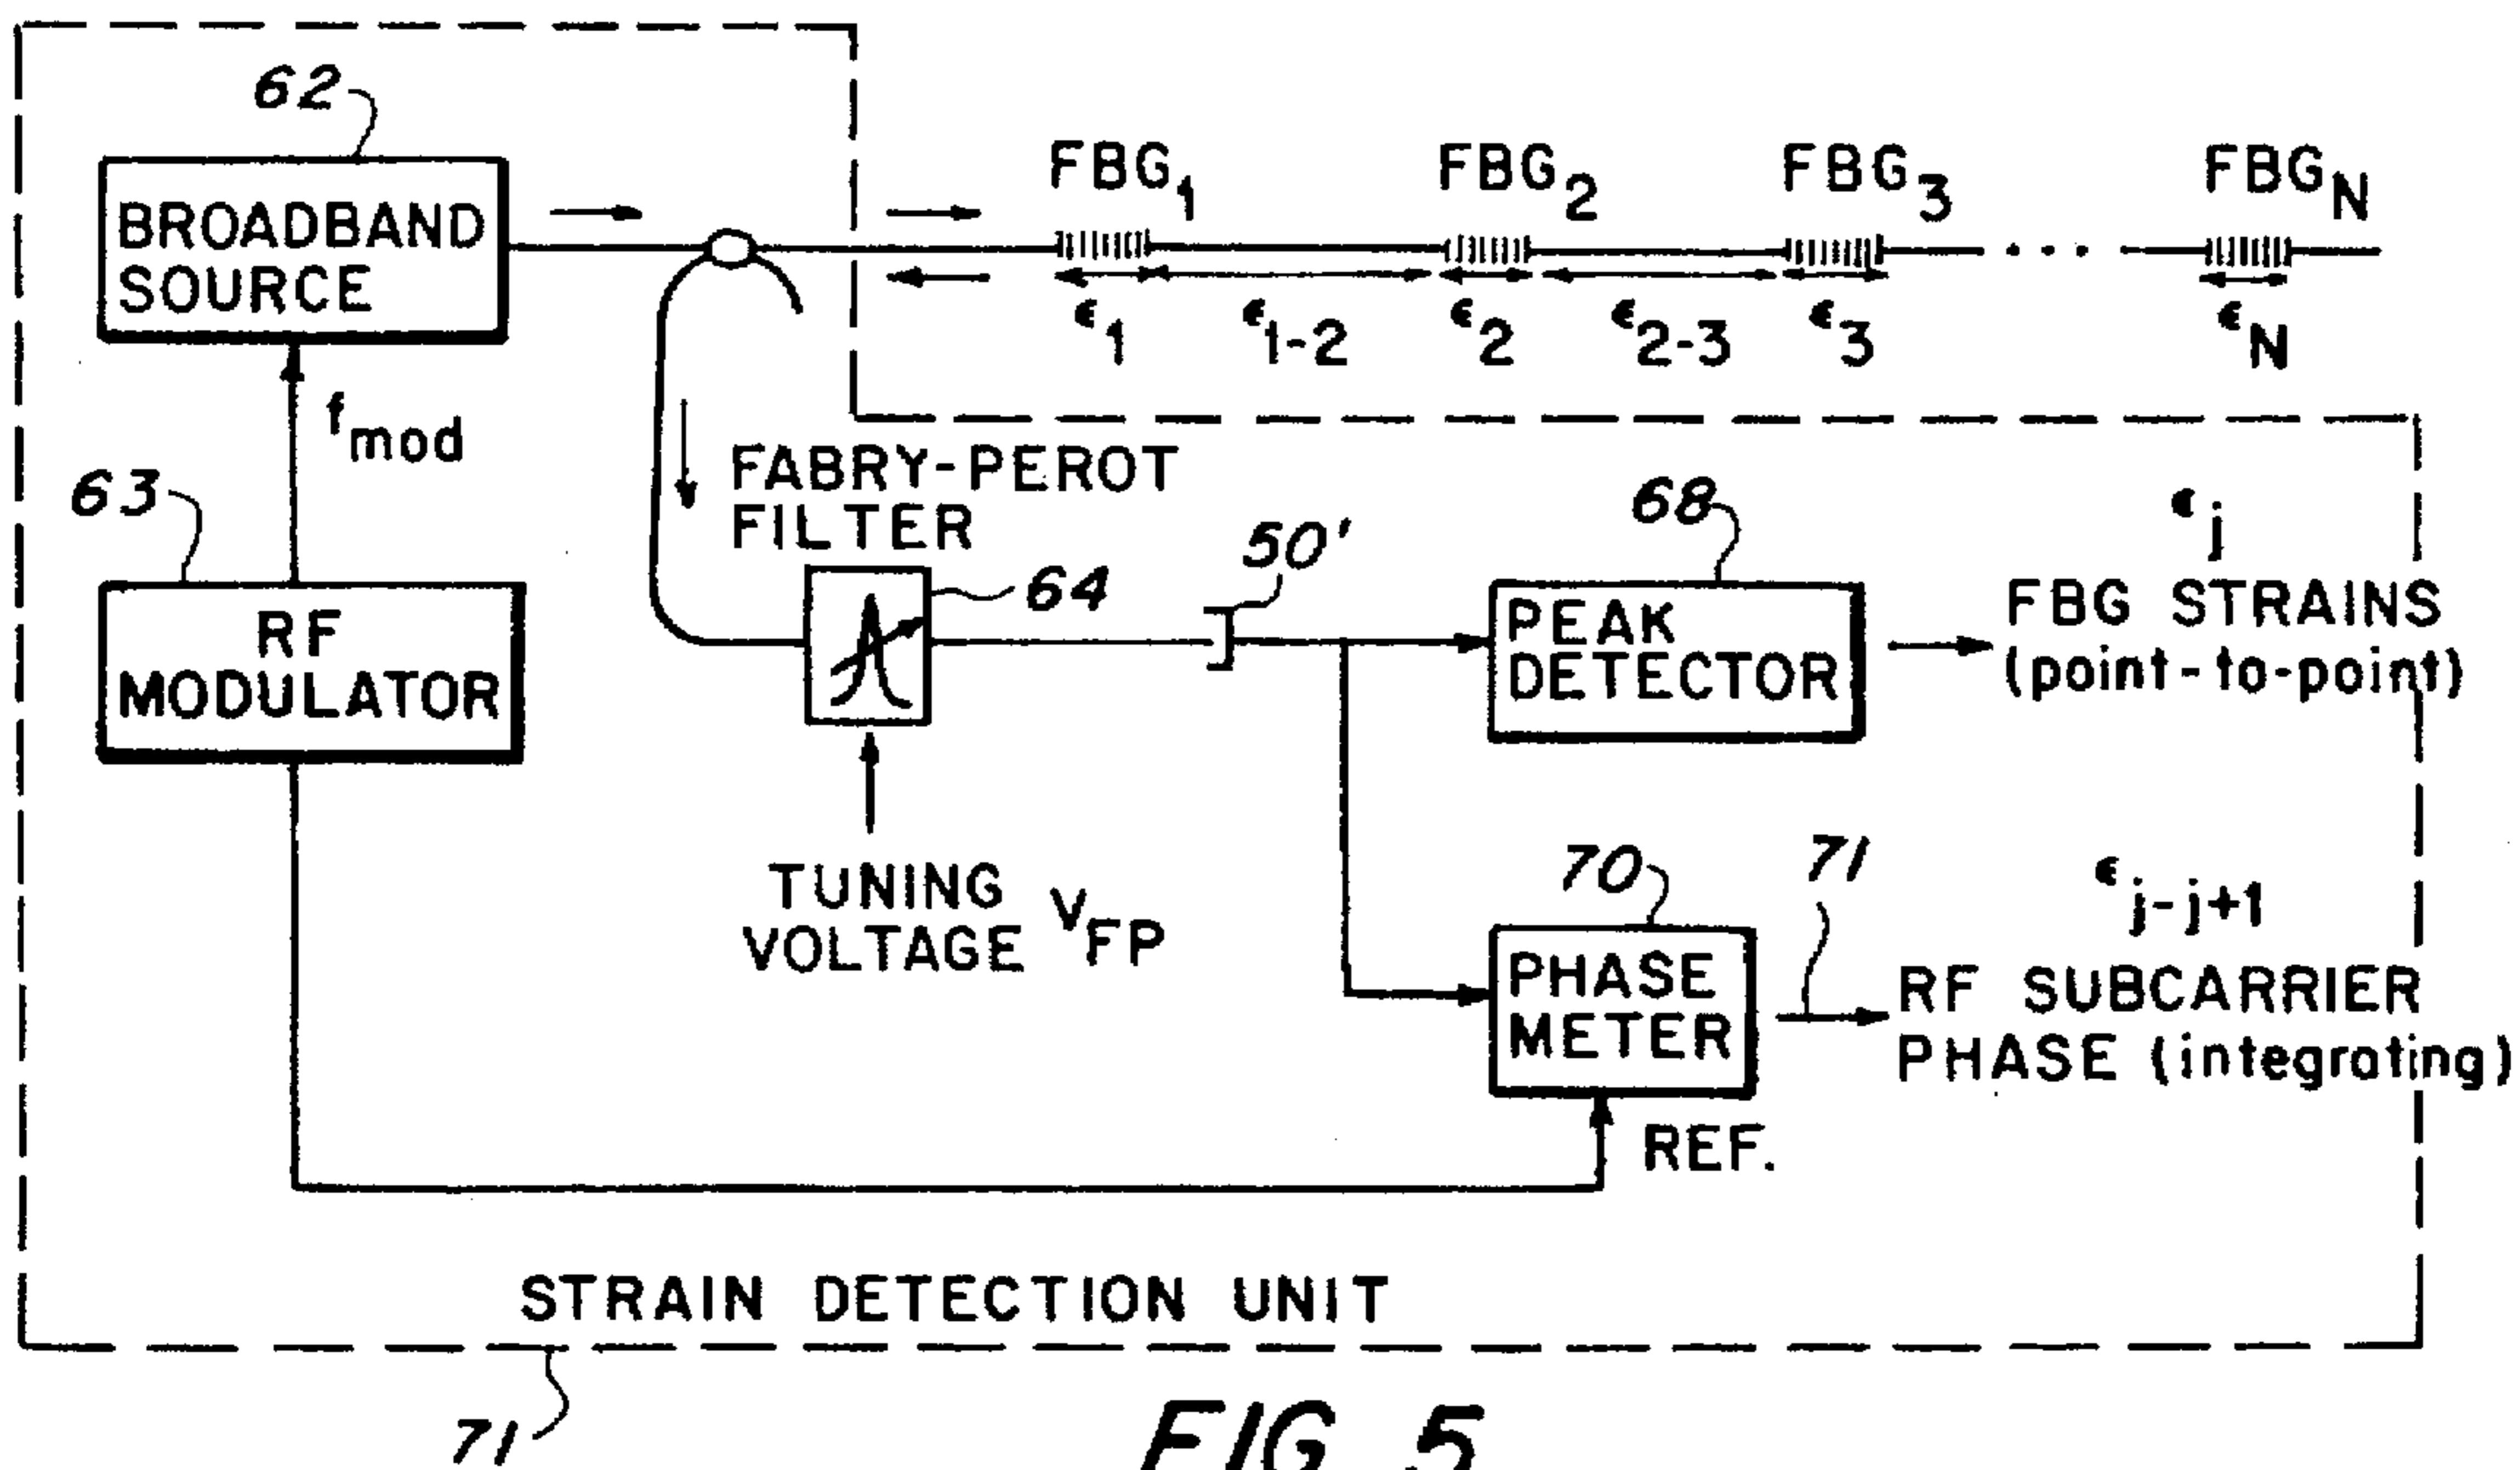 62
BROADBAND
SOURCE
FBG1
FBG2
FBG3
FBGN
ϵ1
ϵ1-2
ϵ2
ϵ2-3
ϵ3
ϵN
fmod
63
RF
MODULATOR
FABRY-PEROT
FILTER
64
50'
68
PEAK
DETECTOR
ϵj
FBG STRAINS
(point-to-point)
TUNING
VOLTAGE VFP
70
71
PHASE
METER
ϵj-j+1
RF SUBCARRIER
PHASE (integrating)
REF.
STRAIN DETECTION UNIT
71
FIG. 5